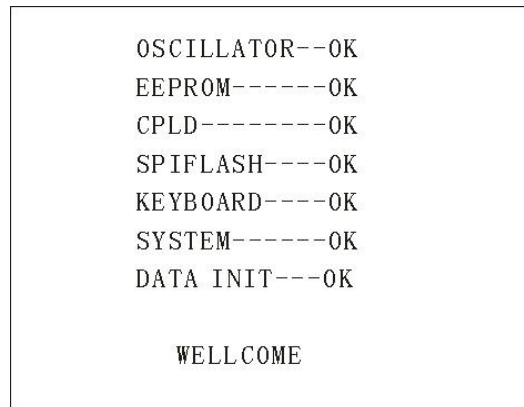 OSCILLATOR--OK
EEPROM------OK
CPLD--------OK
SPIFLASH----OK
KEYBOARD----OK
SYSTEM------OK
DATA INIT---OK
WELLCOME